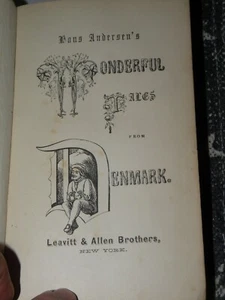 Hans Andersen's
WONDERFUL
TALES
FROM
DENMARK.
Leavitt & Allen Brothers,
NEW YORK.